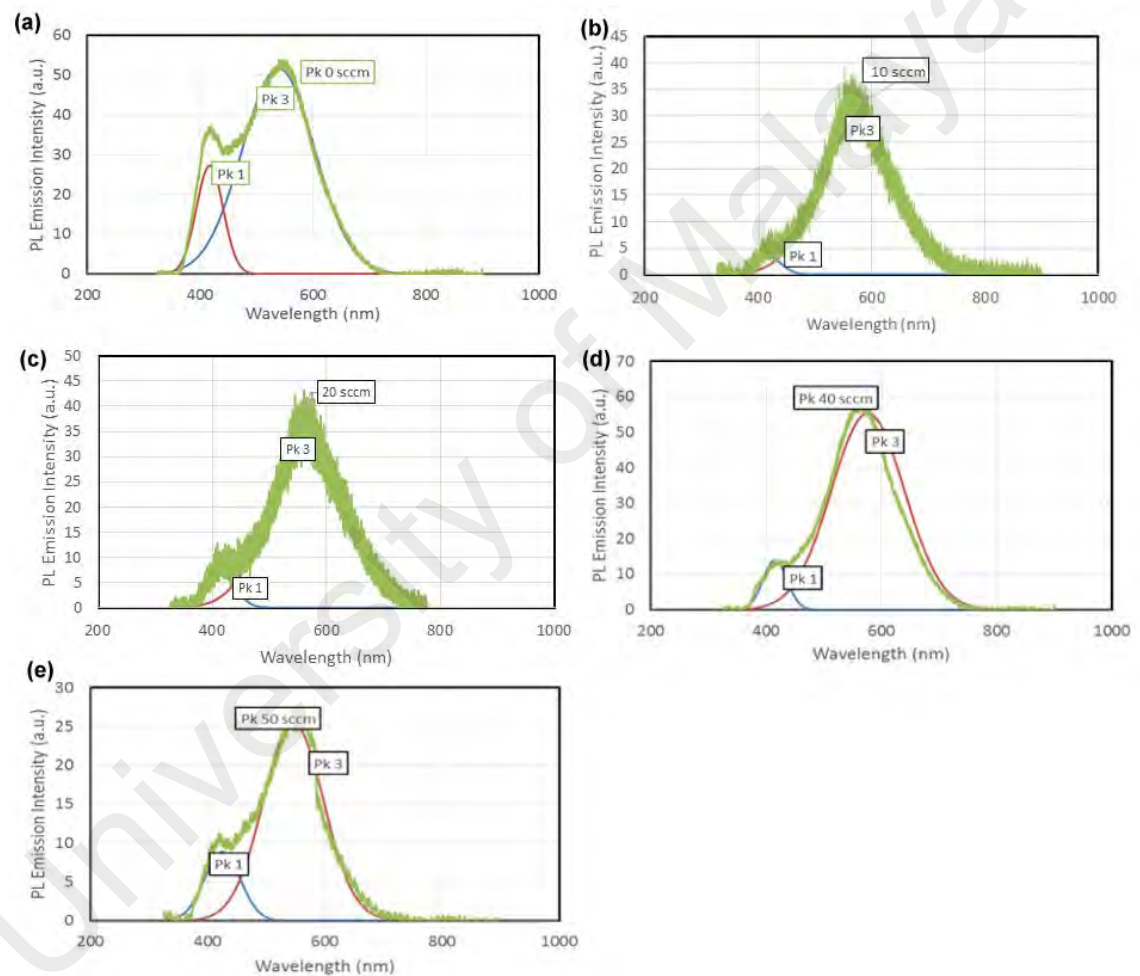 (a)
PL Emission Intensity (a.u.)
60
50
40
30
20
10
0
Pk 0 sccm
Pk 3
Pk 1
200 400 600 800 1000
Wavelength (nm)
(b)
PL Emission Intensity (a.u.)
45
40
35
30
25
20
15
10
5
0
10 sccm
Pk3
Pk 1
200 400 600 800 1000
Wavelength (nm)
(c)
PL Emission Intensity (a.u.)
50
45
40
35
30
25
20
15
10
5
0
20 sccm
Pk 3
Pk 1
200 400 600 800 1000
Wavelength (nm)
(d)
PL Emission Intensity (a.u.)
70
60
50
40
30
20
10
0
Pk 40 sccm
Pk 3
Pk 1
200 400 600 800 1000
Wavelength (nm)
(e)
PL Emission Intensity (a.u.)
30
25
20
15
10
5
0
Pk 50 sccm
Pk 3
Pk 1
200 400 600 800 1000
Wavelength (nm)
University of Malaya